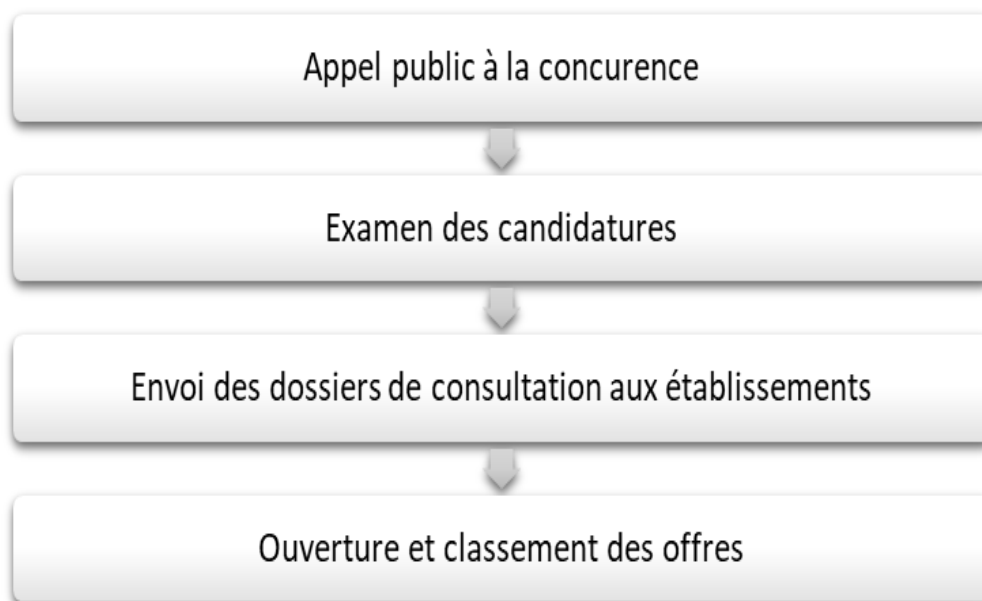 Appel public à la concurence
Examen des candidatures
Envoi des dossiers de consultation aux établissements
Ouverture et classement des offres